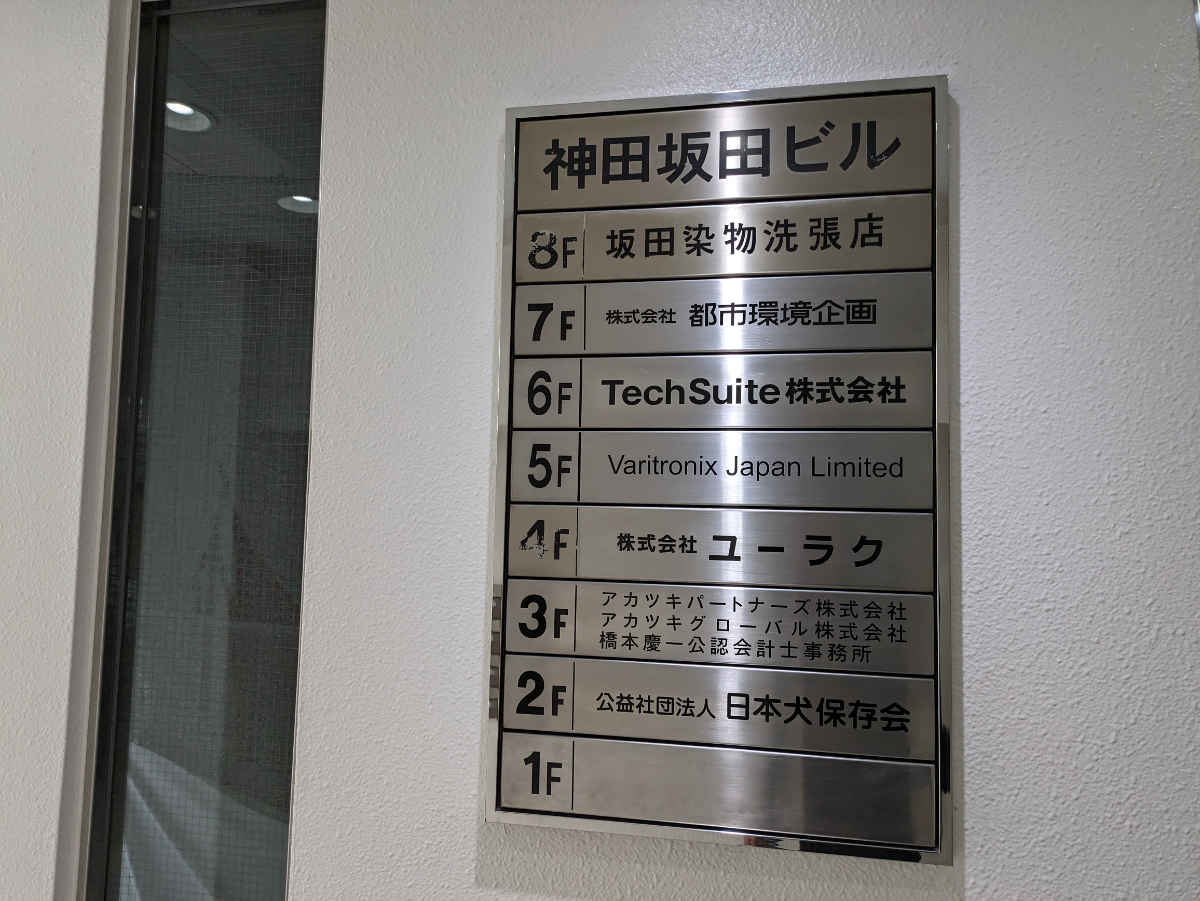 神田坂田ビル
8F 坂田染物洗張店
7F 株式会社 都市環境企画
6F TechSuite株式会社
5F Varitronix Japan Limited
4F 株式会社 ユーラク
3F アカツキパートナーズ株式会社
アカツキグローバル株式会社
橋本慶一公認会計士事務所
2F 公益社団法人 日本犬保存会
1F